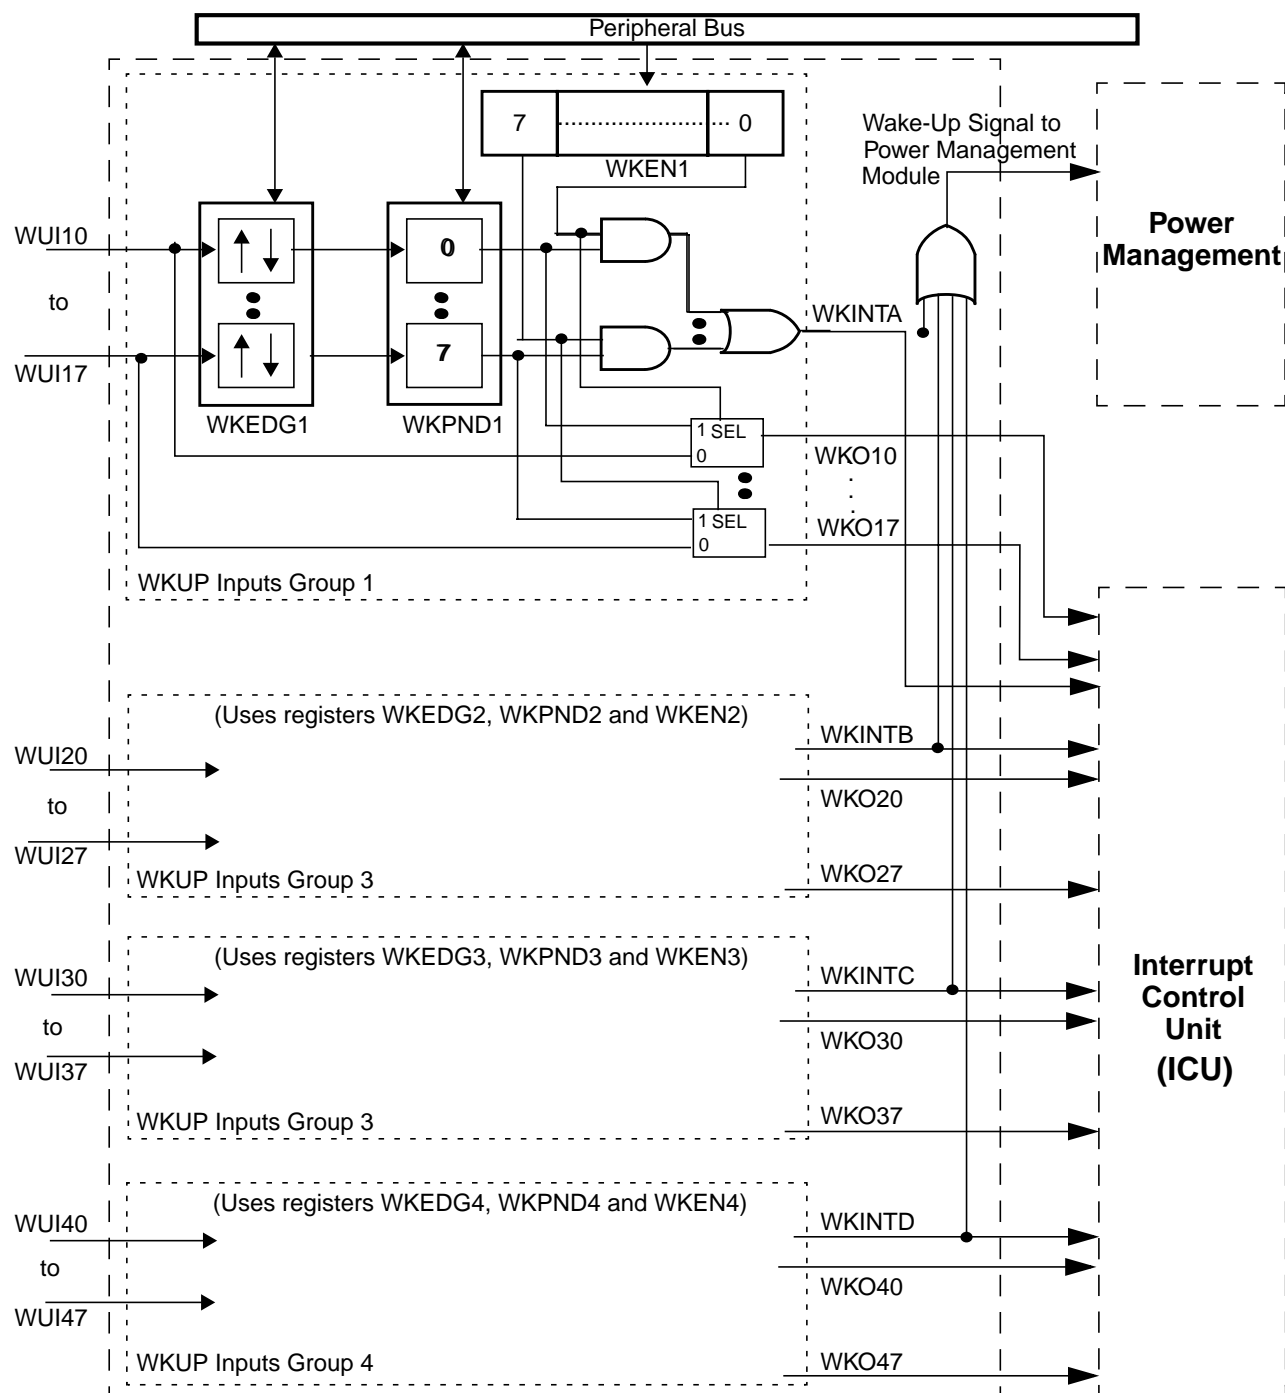 Peripheral Bus
7 ............................ 0
WKEN1
Wake-Up Signal to
Power Management
Module
Power
Management
WUI10
to
WUI17
0
7
WKEDG1
WKPND1
WKINTA
1 SEL
0
WKO10
1 SEL
0
WKO17
WKUP Inputs Group 1
(Uses registers WKEDG2, WKPND2 and WKEN2)
WUI20
to
WUI27
WKINTB
WKO20
WKO27
WKUP Inputs Group 3
(Uses registers WKEDG3, WKPND3 and WKEN3)
WUI30
to
WUI37
WKINTC
WKO30
WKO37
WKUP Inputs Group 3
Interrupt
Control
Unit
(ICU)
(Uses registers WKEDG4, WKPND4 and WKEN4)
WUI40
to
WUI47
WKINTD
WKO40
WKO47
WKUP Inputs Group 4